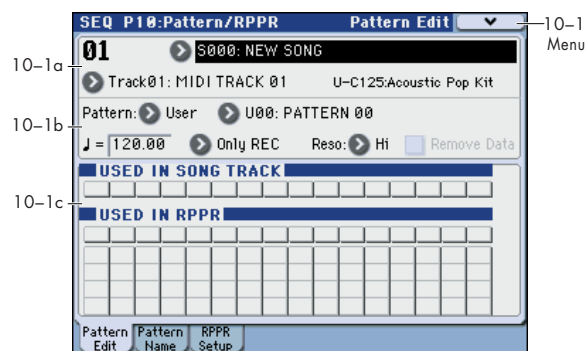 SEQ P10:Pattern/RPPR Pattern Edit
10–1
Menu
01 S000: NEW SONG
10–1a
Track01: MIDI TRACK 01 U-C125:Acoustic Pop Kit
Pattern: User U00: PATTERN 00
10–1b
♩ = 120.00 Only REC Reso: Hi Remove Data
USED IN SONG TRACK
10–1c
USED IN RPPR
Pattern Edit Pattern Name RPPR Setup